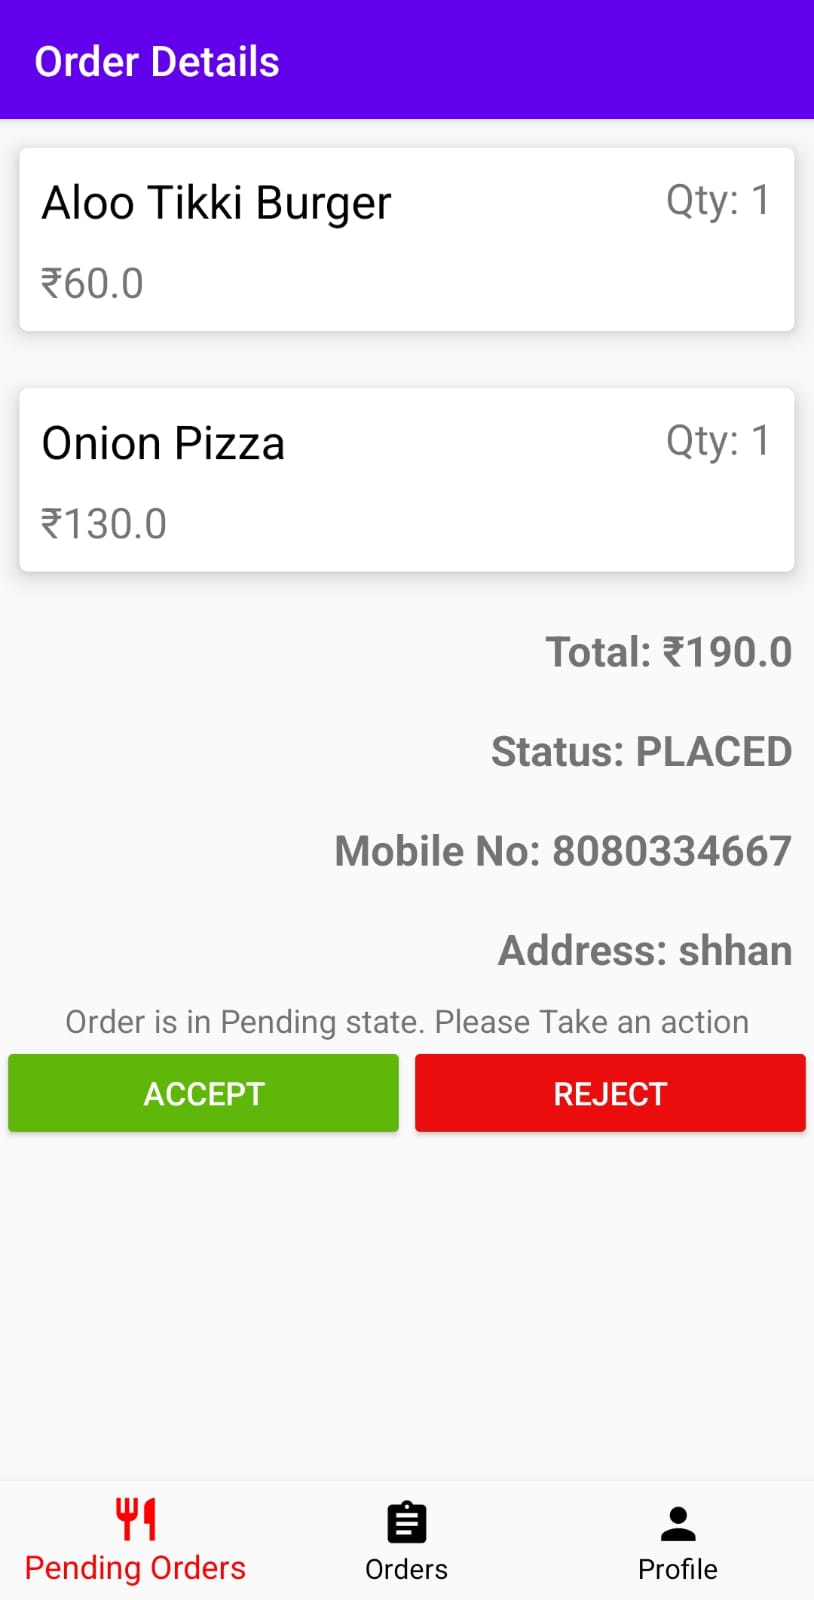 Order Details
Aloo Tikki Burger
Qty: 1
₹60.0
Onion Pizza
Qty: 1
₹130.0
Total: ₹190.0
Status: PLACED
Mobile No: 8080334667
Address: shhan
Order is in Pending state. Please Take an action
ACCEPT
REJECT
Pending Orders
Orders
Profile